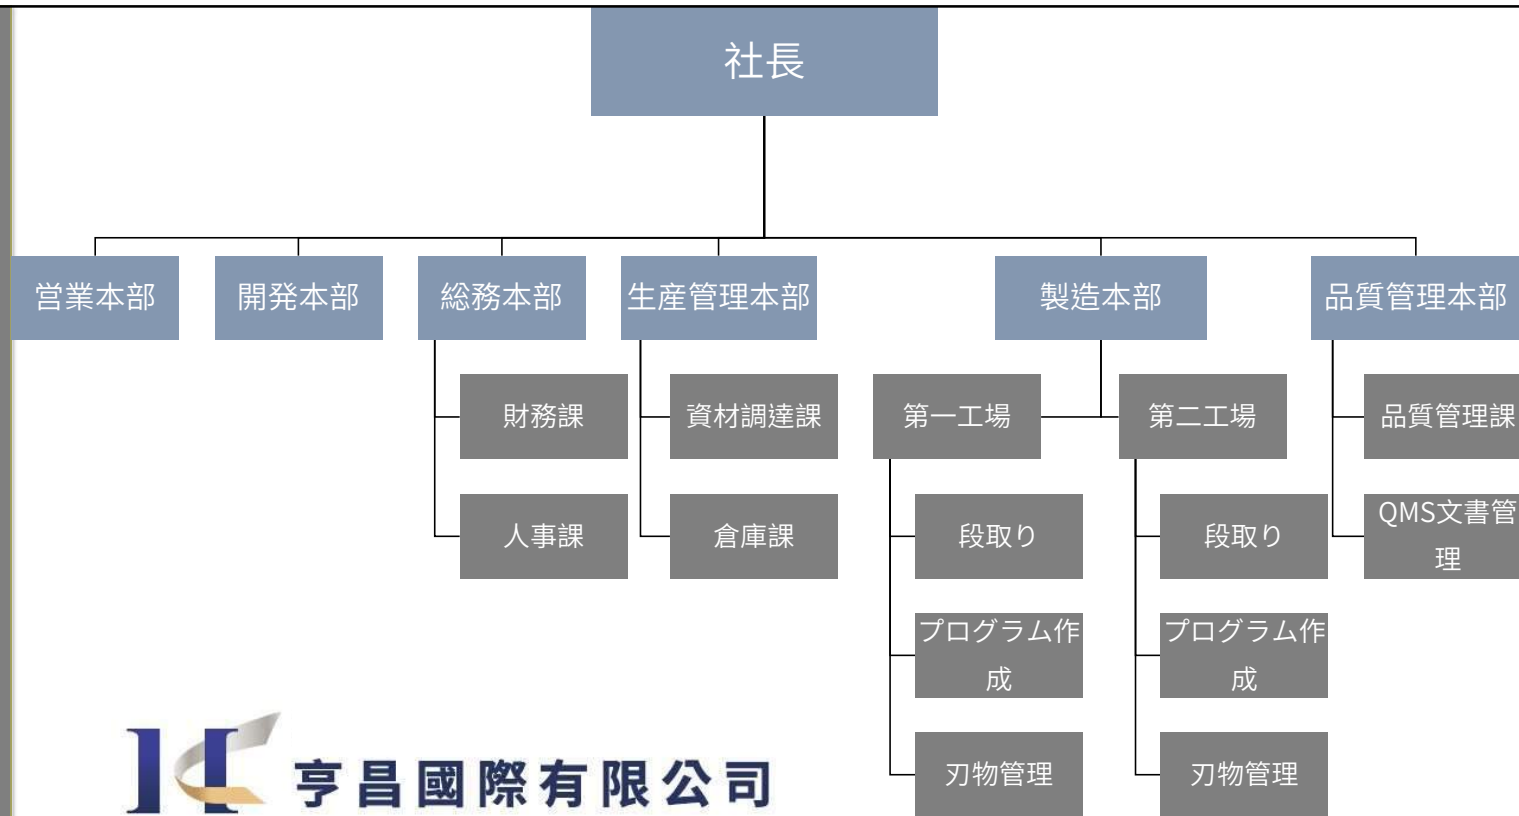 社長
営業本部
開発本部
総務本部
生産管理本部
製造本部
品質管理本部
財務課
資材調達課
第一工場
第二工場
品質管理課
人事課
倉庫課
段取り
段取り
QMS文書管
理
プログラム作
成
プログラム作
成
刃物管理
刃物管理
亨昌國際有限公司